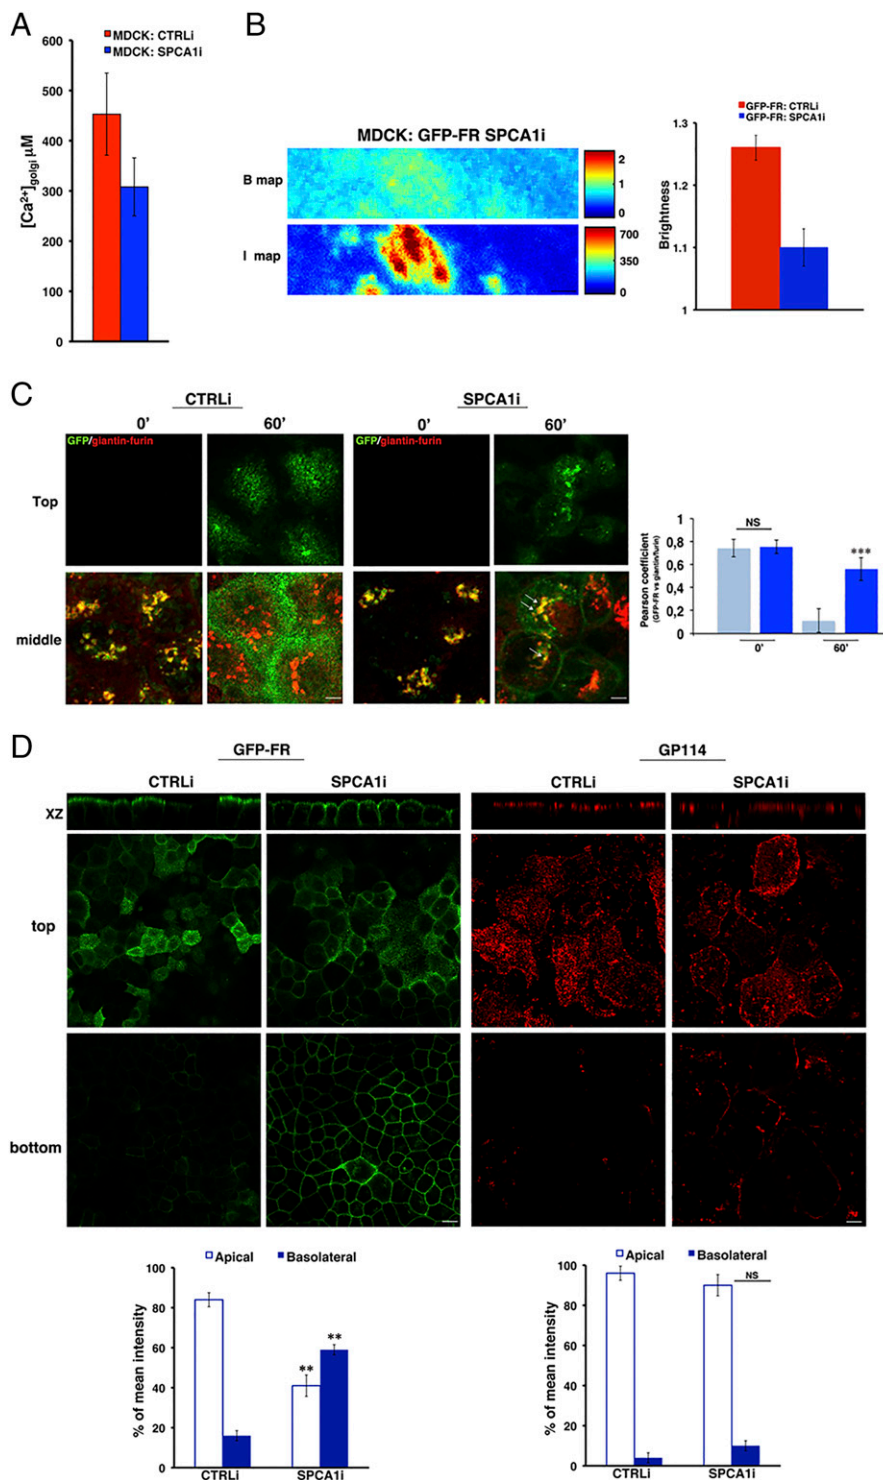 A
MDCK: CTRLi
MDCK: SPCA1i
600
500
400
300
200
100
0
[Ca²⁺]golgi µM
B
MDCK: GFP-FR SPCA1i
B map
2
1
0
I map
700
350
0
GFP-FR: CTRLi
GFP-FR: SPCA1i
1.3
1.2
1.1
1
Brightness
C
CTRLi
SPCA1i
0’
60’
0’
60’
GFP/giantin-furin
GFP/giantin-furin
Top
middle
1
0,8
0,6
0,4
0,2
0
Pearson coefficient
(GFP-FR vs giantin/furin)
NS
***
0’
60’
D
GFP-FR
GP114
CTRLi
SPCA1i
CTRLi
SPCA1i
XZ
top
bottom
Apical
Basolateral
100
80
60
40
20
0
% of mean intensity
**
**
CTRLi
SPCA1i
Apical
Basolateral
100
80
60
40
20
0
% of mean intensity
NS
CTRLi
SPCA1i